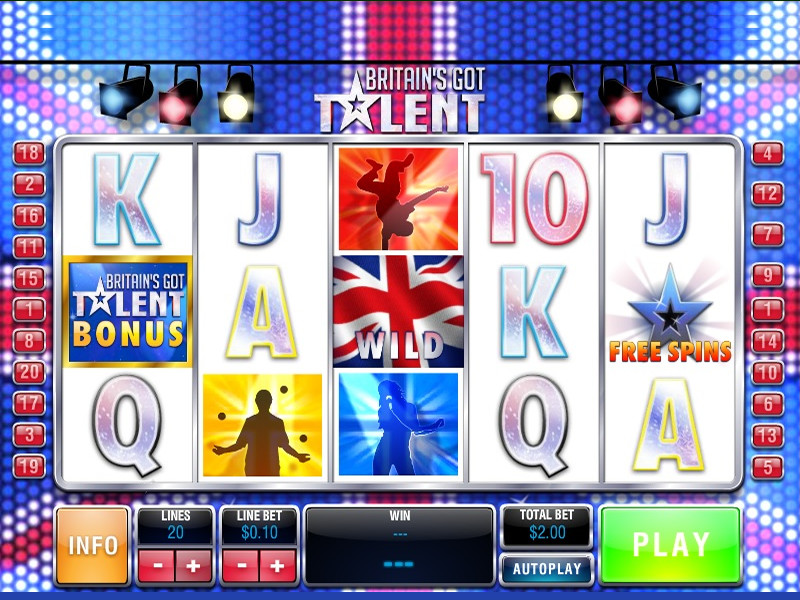 BRITAIN'S GOT
TALENT
18
2
16
11
15
1
8
20
17
3
19
4
12
7
9
1
14
10
6
13
5
K
J
10
J
BRITAIN'S GOT
TALENT
BONUS
A
WILD
K
FREE SPINS
Q
Q
A
INFO
LINES
20
- +
LINE BET
$0.10
- +
WIN
---
---
TOTAL BET
$2.00
AUTOPLAY
PLAY